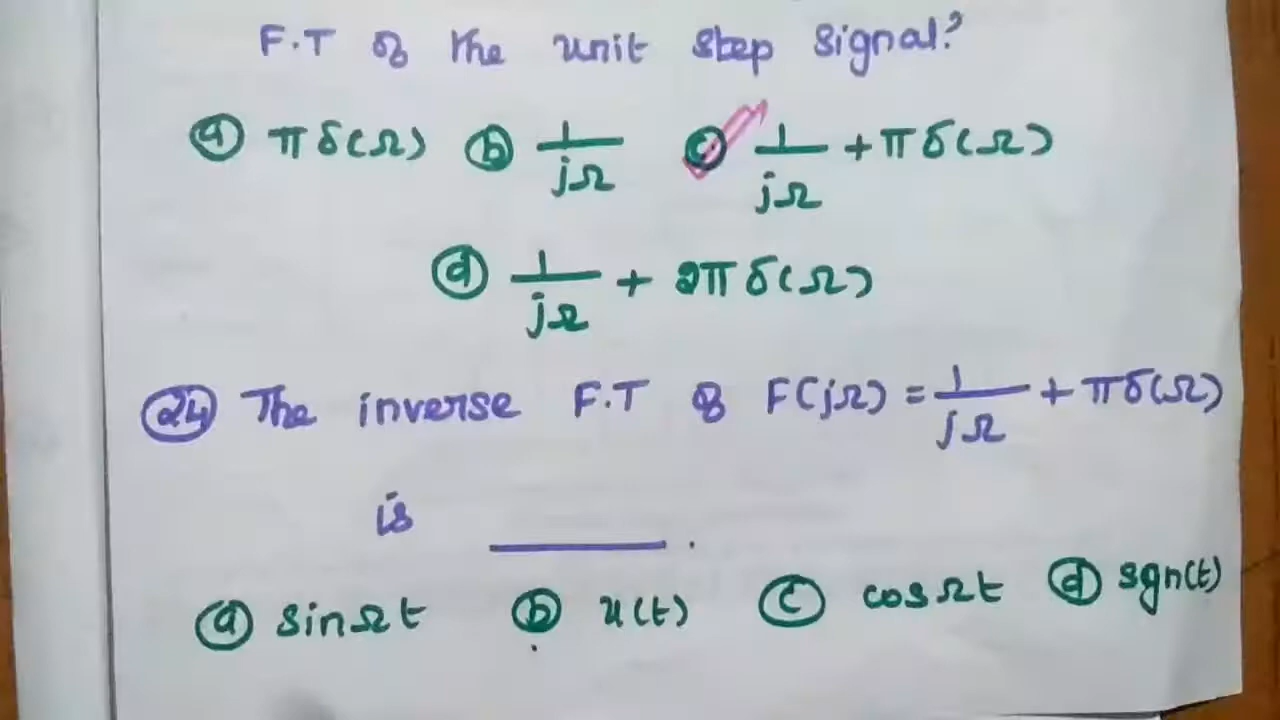 F.T of the unit step signal?
ⓐ πδ(Ω) ⓑ 1/jΩ ⓒ 1/jΩ + πδ(Ω)
ⓓ 1/jΩ + 2πδ(Ω)
㉔ The inverse F.T of F(jΩ) = 1/jΩ + πδ(Ω)
is ______.
ⓐ sinΩt ⓑ u(t) ⓒ cosΩt ⓓ sgn(t)